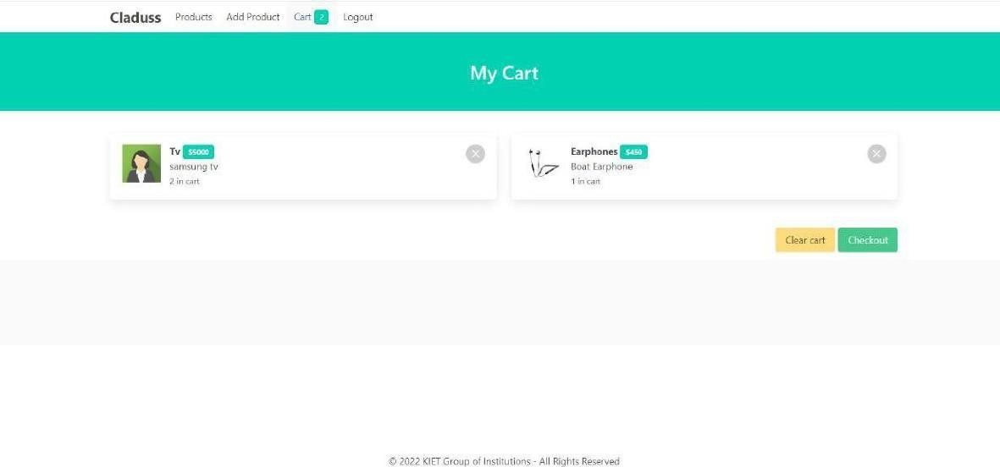 Claduss Products Add Product Cart 2 Logout
My Cart
Tv $5000
samsung tv
2 in cart
Earphones $450
Boat Earphone
1 in cart
Clear cart Checkout
© 2022 KIET Group of Institutions - All Rights Reserved